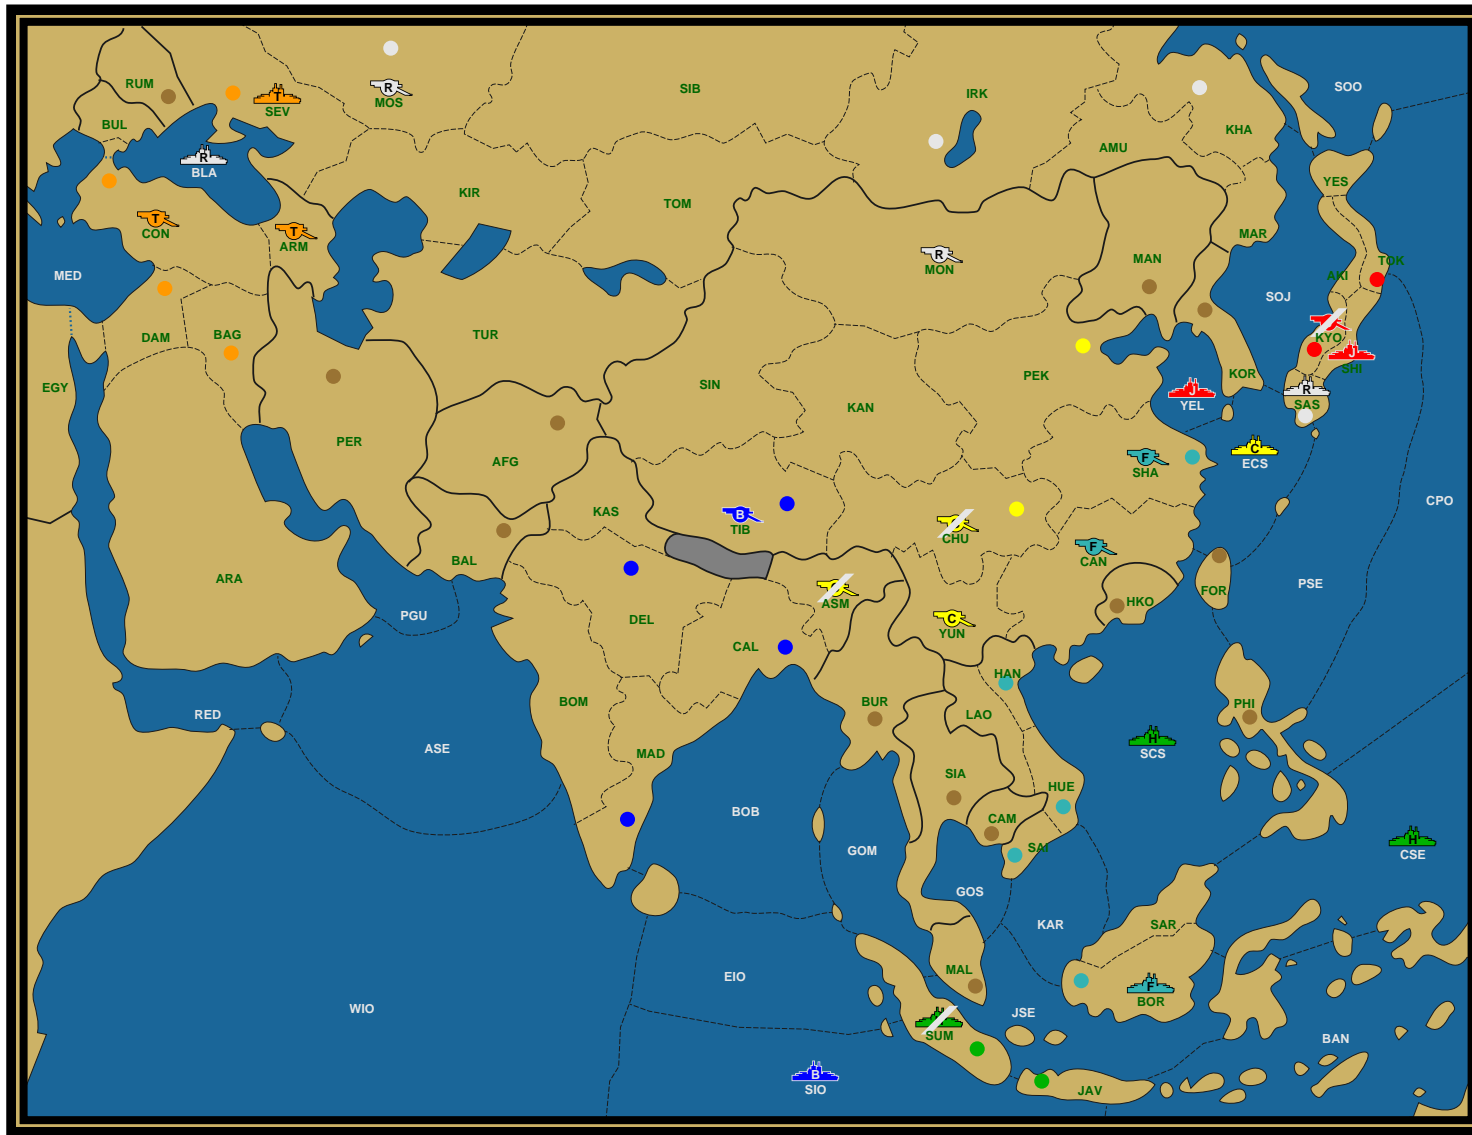 SOO
RUM
SIB
IRK
T
SEV
R
MOS
BUL
KHA
AMU
R
BLA
YES
KIR
TOM
T
CON
T
ARM
MAR
R
MON
MAN
TOK
MED
AKI
SOJ
TUR
BAG
DAM
KYO
J
SHI
PEK
KOR
EGY
SIN
J
YEL
R
SAS
KAN
PER
C
ECS
AFG
F
SHA
CPO
KAS
B
TIB
CHU
F
CAN
BAL
ARA
PSE
FOR
ASM
HKO
PGU
DEL
C
YUN
CAL
HAN
BOM
BUR
PHI
RED
LAO
ASE
MAD
H
SCS
SIA
HUE
BOB
CAM
H
CSE
GOM
SAI
GOS
KAR
SAR
EIO
MAL
F
BOR
WIO
JSE
SUM
BAN
B
SIO
JAV